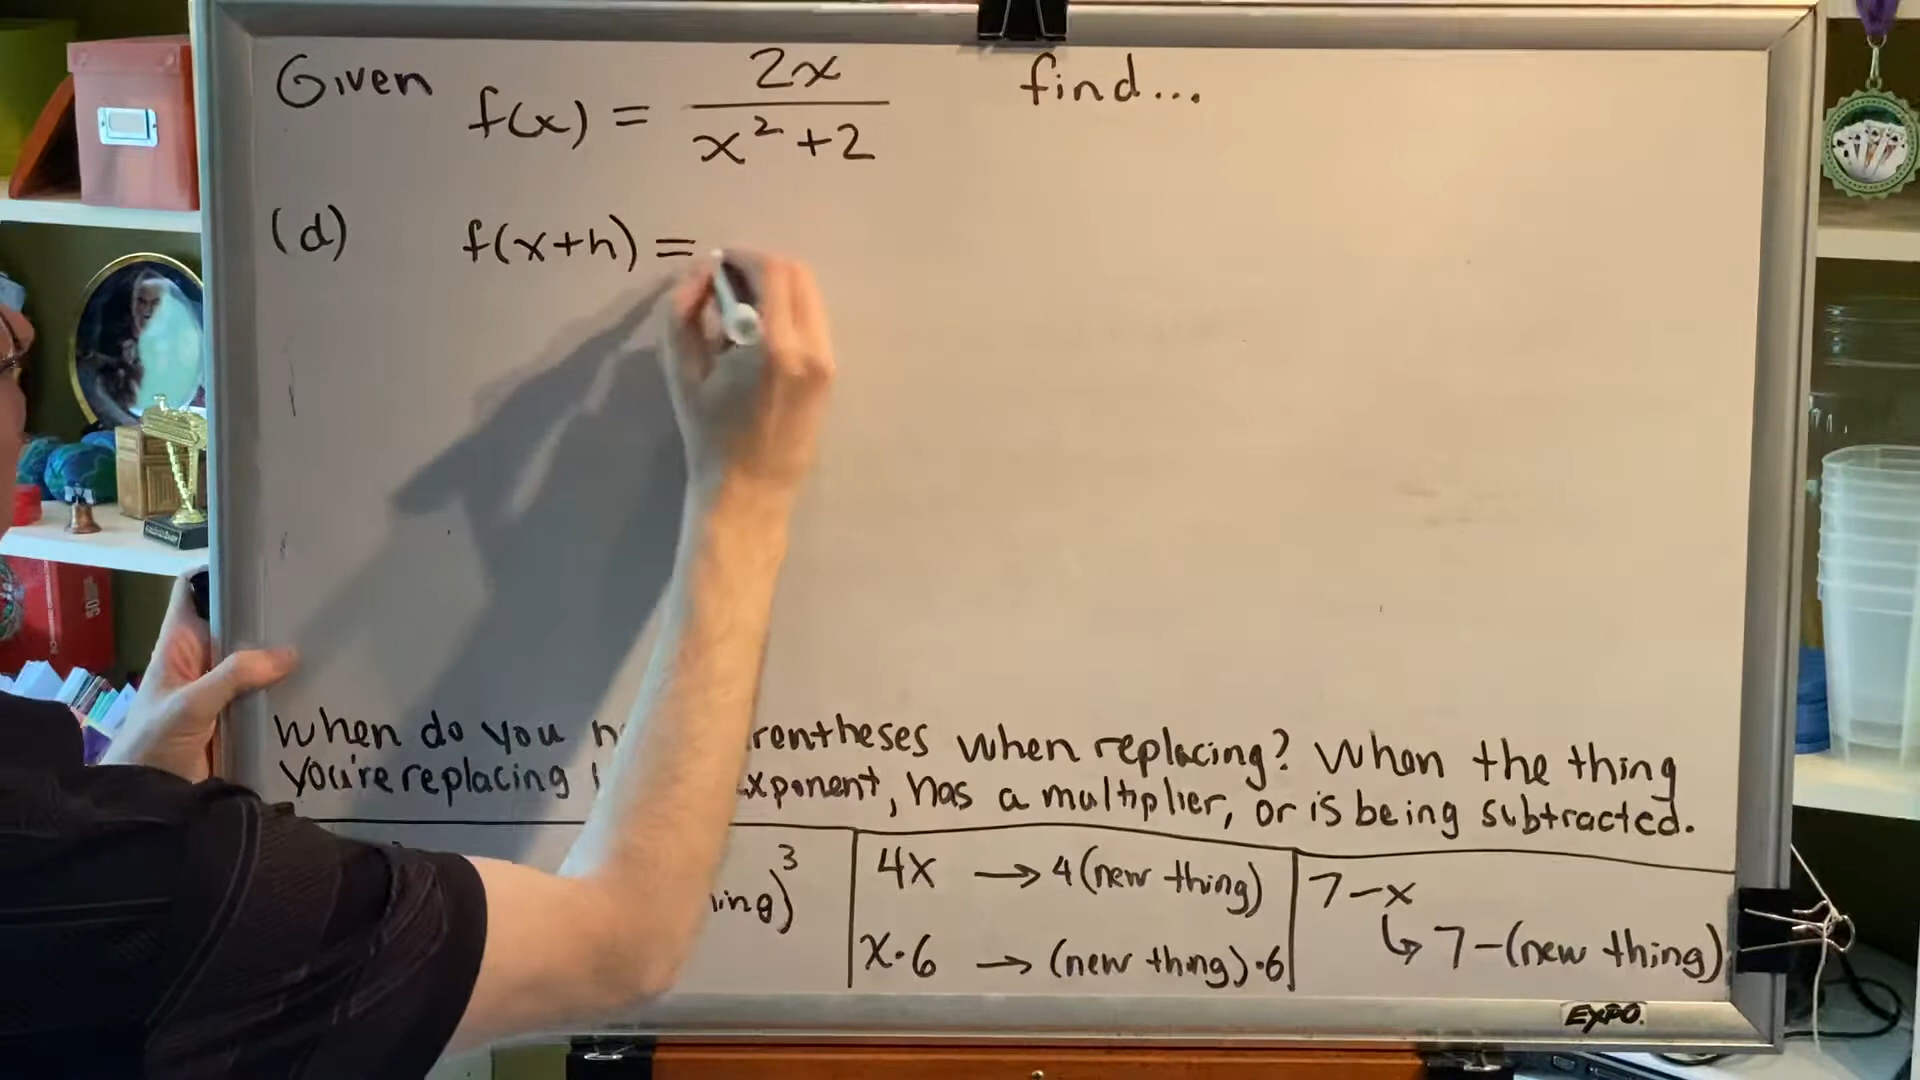 Given f(x) = 2x / x² + 2 find...
(d) f(x+h) =
When do you rentheses when replacing? When the thing
you're replacing xponent, has a multiplier, or is being subtracted.
ing)³
4x → 4(new thing)
x·6 → (new thing)·6
7-x
↳ 7-(new thing)
EXPO.